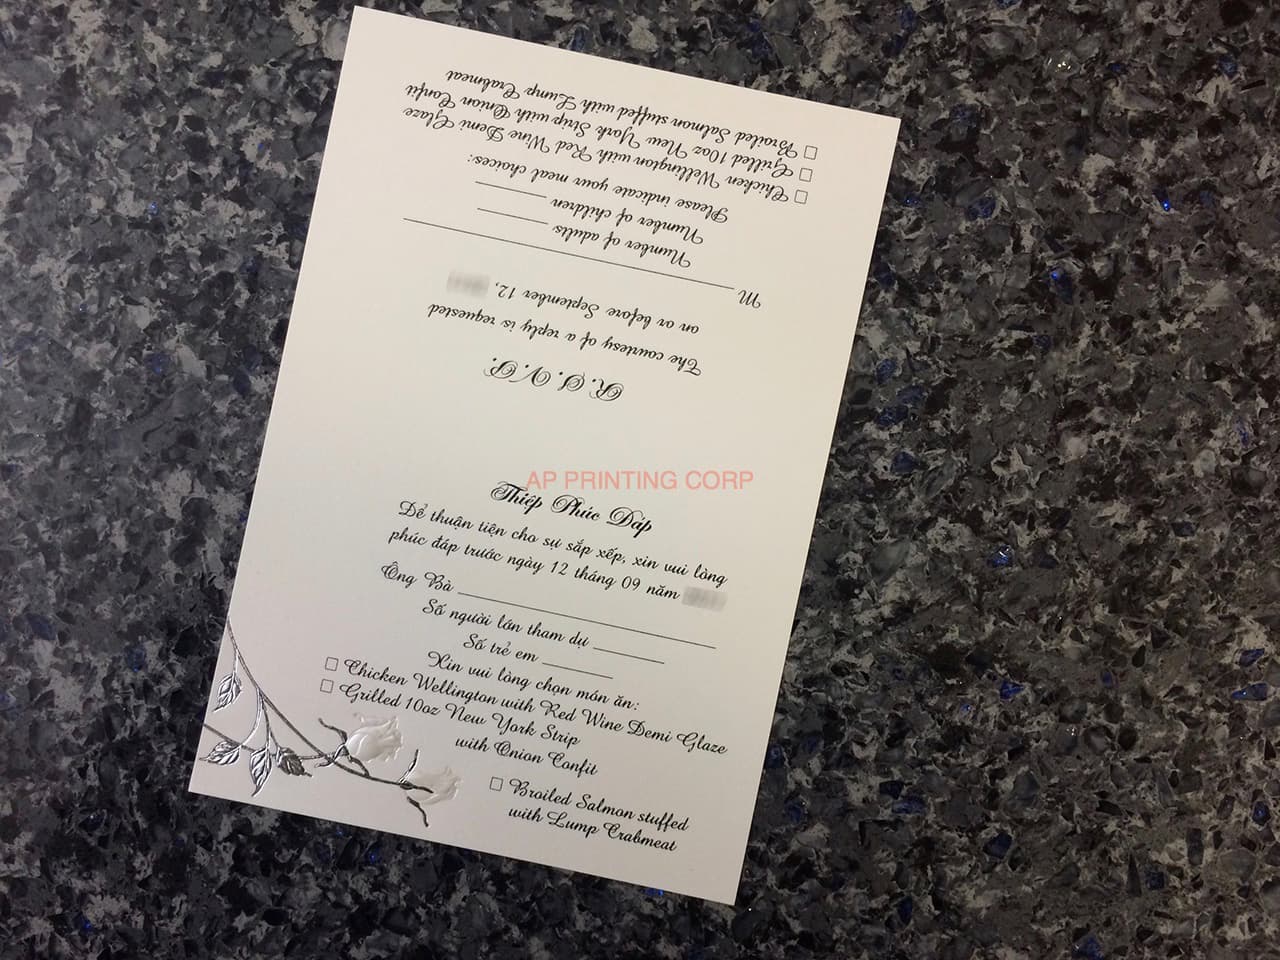 R.S.V.P.
The courtesy of a reply is requested
on or before September 12,
M
Number of adults
Number of children
Please indicate your meal choices:
Chicken Wellington with Red Wine Demi Glaze
Grilled 10oz New York Strip with Onion Confit
Broiled Salmon stuffed with Lump Crabmeat
AP PRINTING CORP
Thiệp Phúc Đáp
Để thuận tiện cho sự sắp xếp, xin vui lòng
phúc đáp trước ngày 12 tháng 09 năm
Ông Bà
Số người lớn tham dự
Số trẻ em
Xin vui lòng chọn món ăn:
Chicken Wellington with Red Wine Demi Glaze
Grilled 10oz New York Strip
with Onion Confit
Broiled Salmon stuffed
with Lump Crabmeat